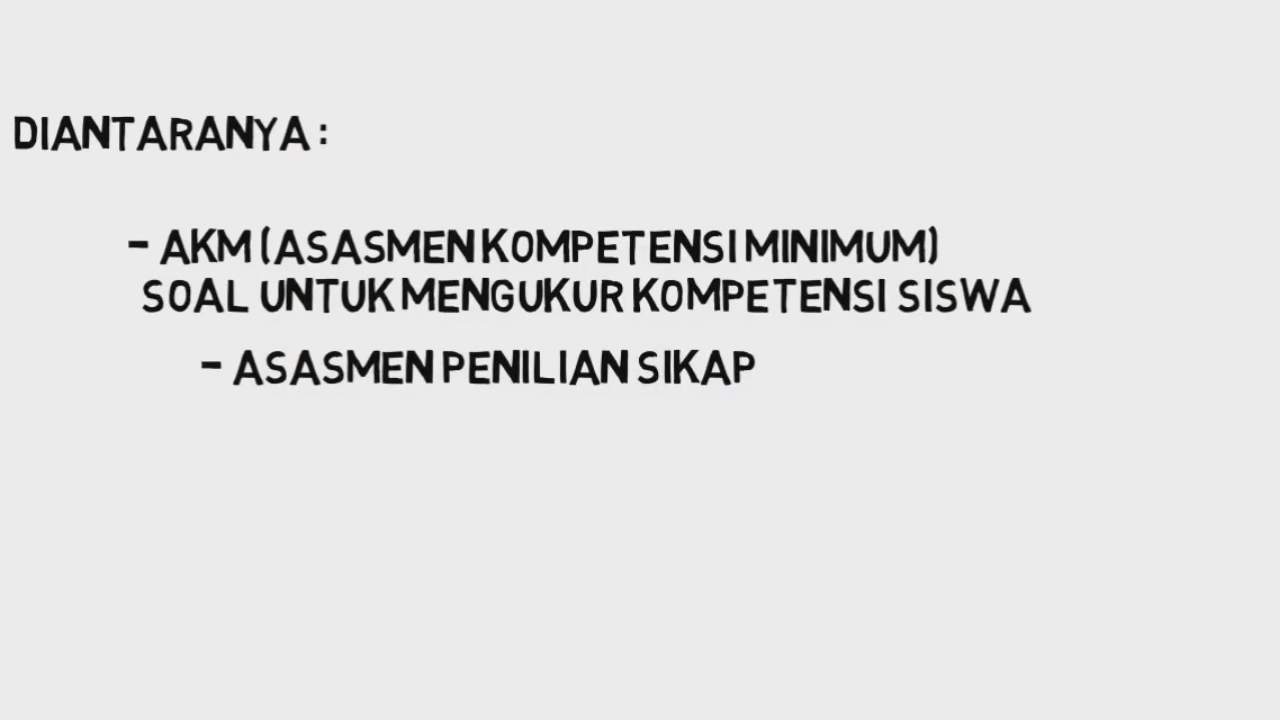 DIANTARANYA :
- AKM (ASASMEN KOMPETENSI MINIMUM)
SOAL UNTUK MENGUKUR KOMPETENSI SISWA
- ASASMEN PENILIAN SIKAP